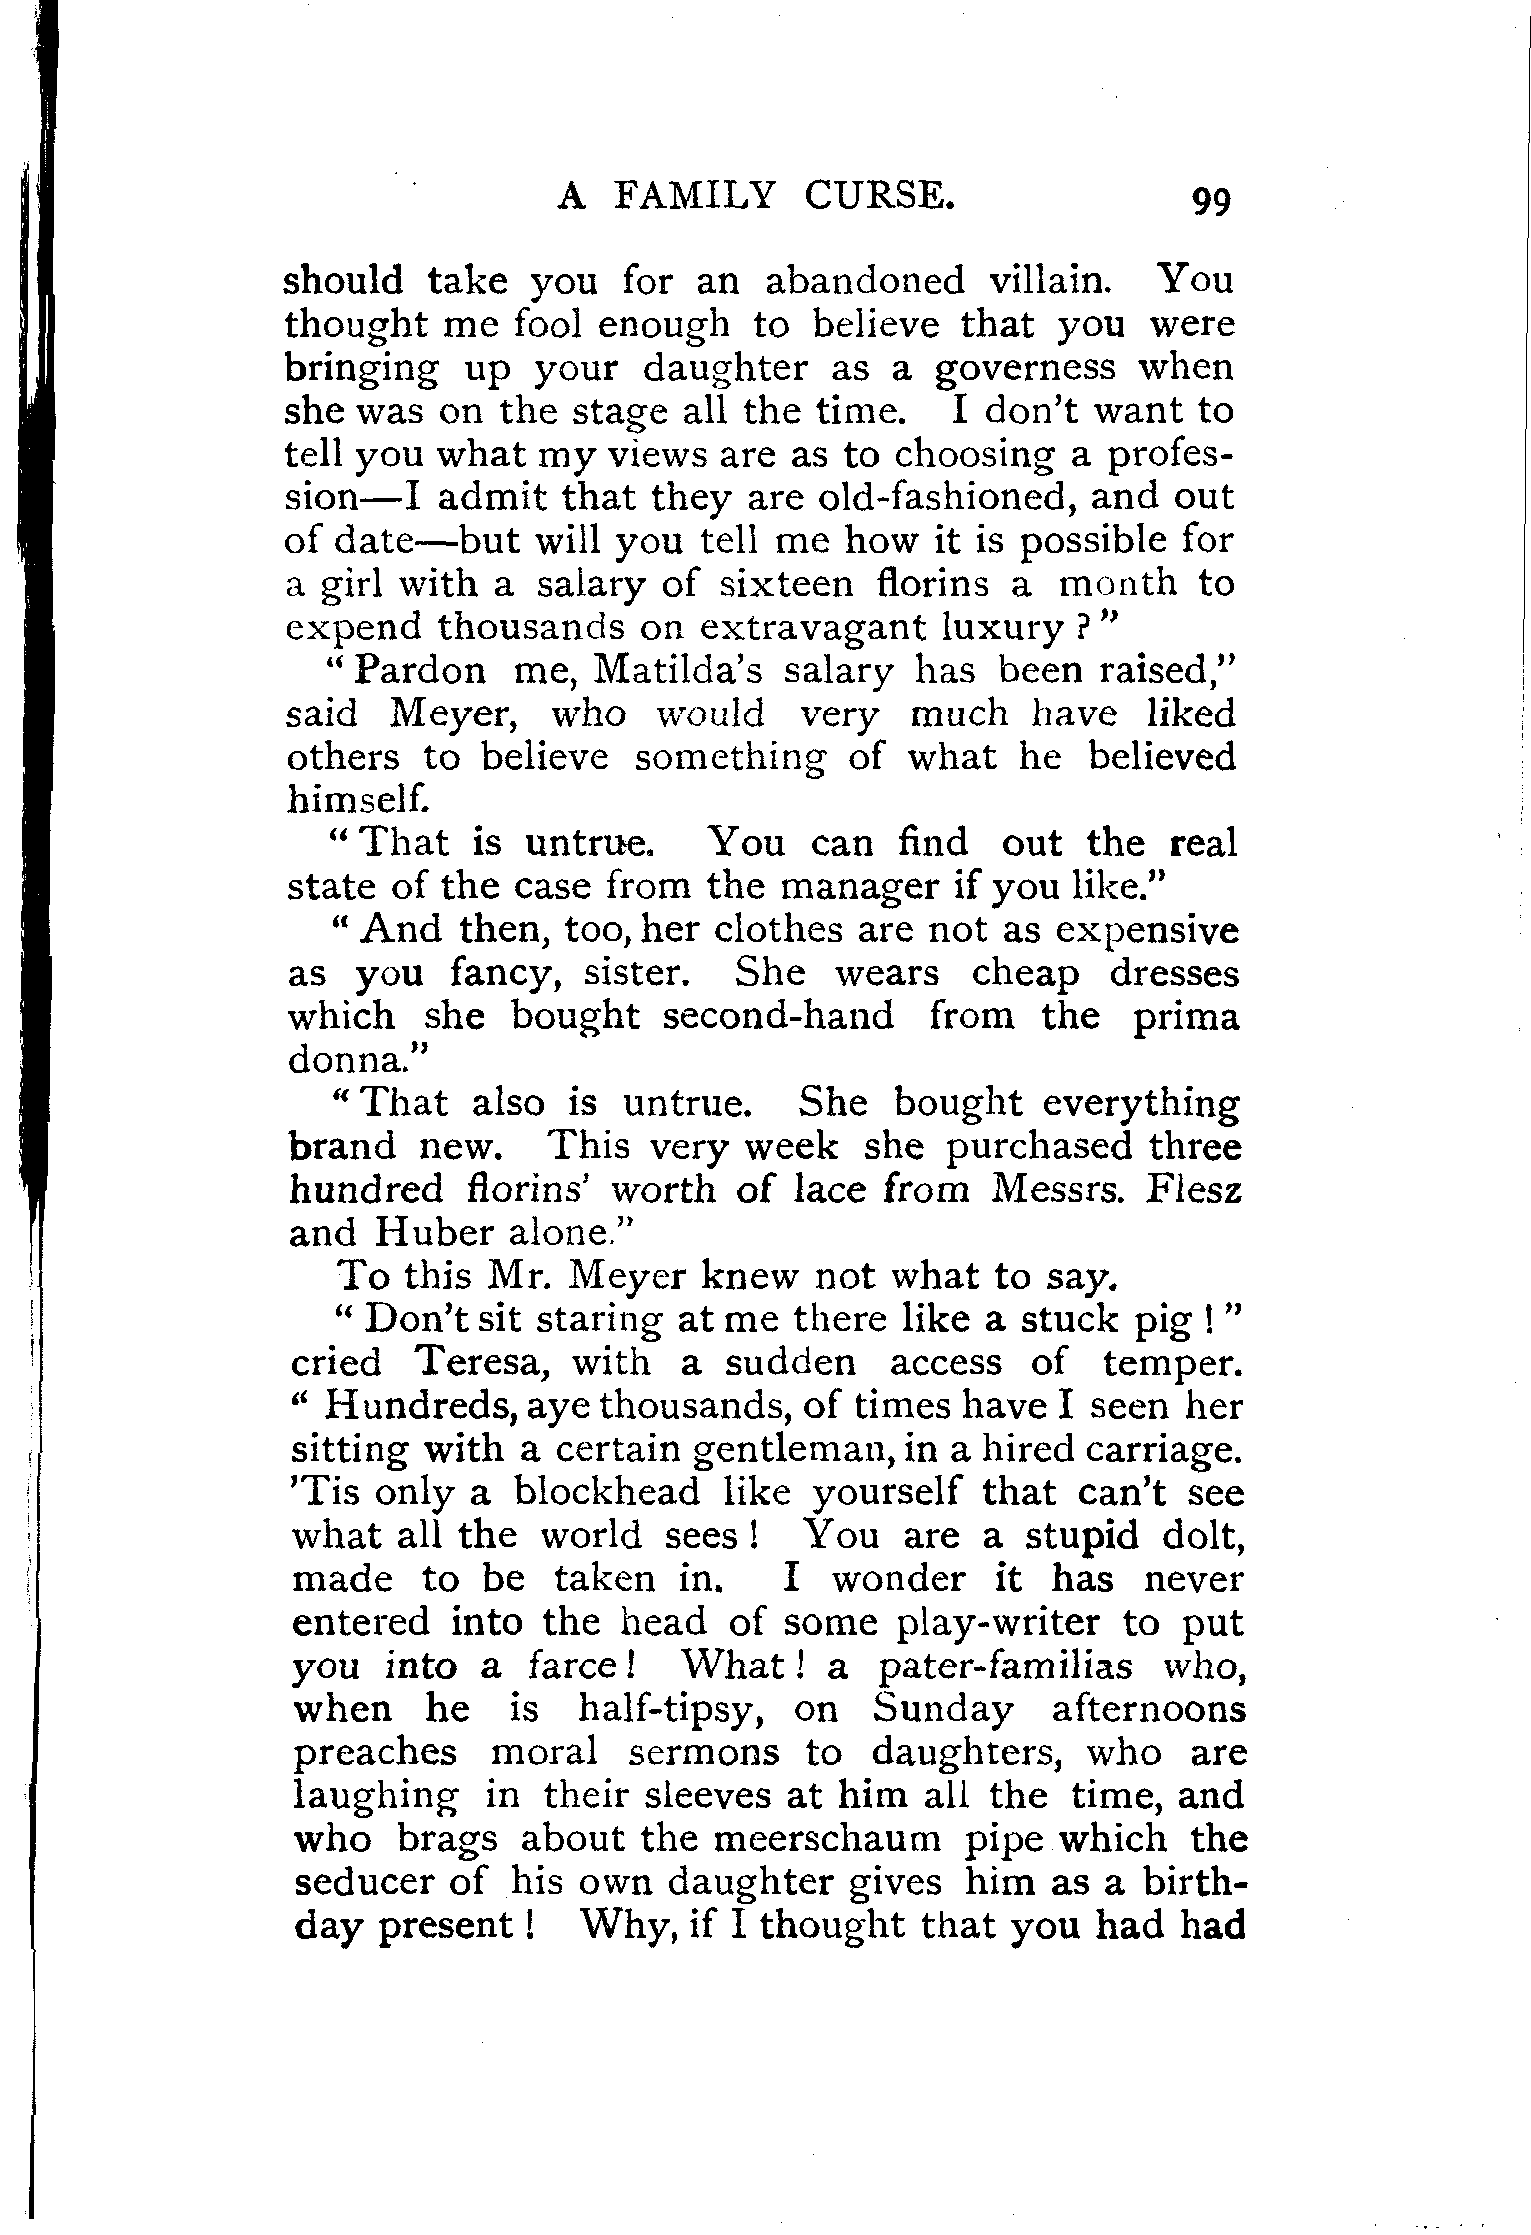 A FAMILY CURSE. 99
should take you for an abandoned villain. You
thought me fool enough to believe that you were
bringing up your daughter as a governess when
she was on the stage all the time. I don't want to
tell you what my views are as to choosing a profes-
sion—I admit that they are old-fashioned, and out
of date—but will you tell me how it is possible for
a girl with a salary of sixteen florins a month to
expend thousands on extravagant luxury ?"
"Pardon me, Matilda's salary has been raised,"
said Meyer, who would very much have liked
others to believe something of what he believed
himself.
"That is untrue. You can find out the real
state of the case from the manager if you like."
"And then, too, her clothes are not as expensive
as you fancy, sister. She wears cheap dresses
which she bought second-hand from the prima
donna."
"That also is untrue. She bought everything
brand new. This very week she purchased three
hundred florins' worth of lace from Messrs. Flesz
and Huber alone."
To this Mr. Meyer knew not what to say.
"Don't sit staring at me there like a stuck pig !"
cried Teresa, with a sudden access of temper.
"Hundreds, aye thousands, of times have I seen her
sitting with a certain gentleman, in a hired carriage.
'Tis only a blockhead like yourself that can't see
what all the world sees ! You are a stupid dolt,
made to be taken in. I wonder it has never
entered into the head of some play-writer to put
you into a farce ! What ! a pater-familias who,
when he is half-tipsy, on Sunday afternoons
preaches moral sermons to daughters, who are
laughing in their sleeves at him all the time, and
who brags about the meerschaum pipe which the
seducer of his own daughter gives him as a birth-
day present ! Why, if I thought that you had had